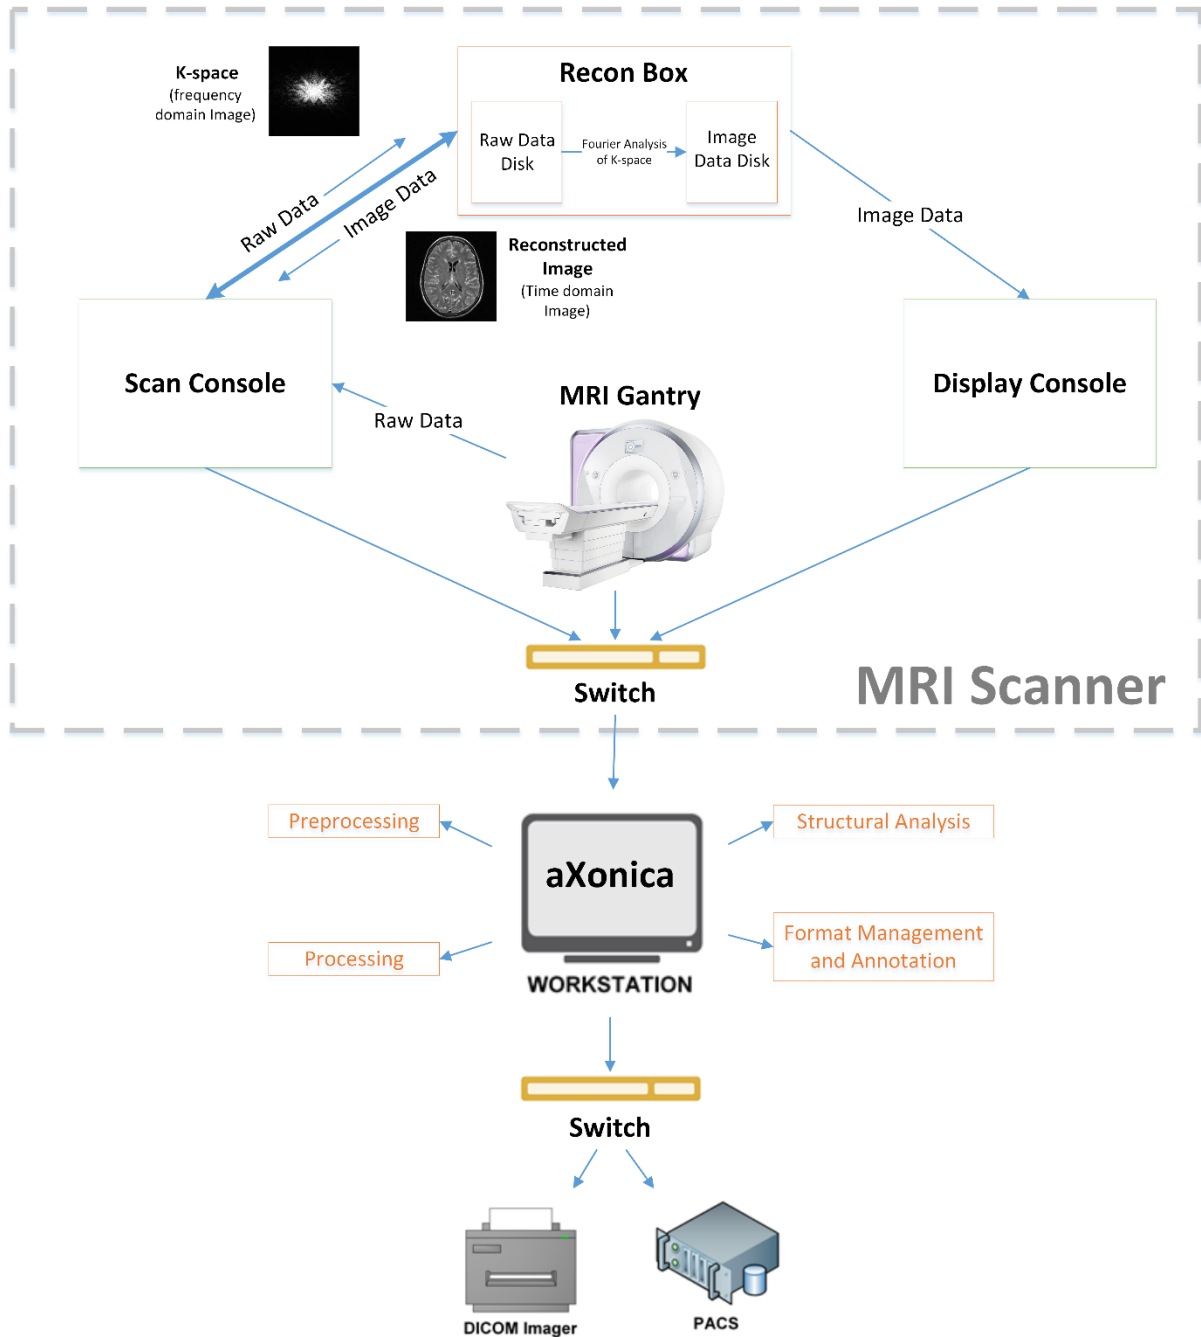 K-space
(frequency
domain Image)
Recon Box
Raw Data
Disk
Fourier Analysis
of K-space
Image
Data Disk
Raw Data
Image Data
Image Data
Reconstructed
Image
(Time domain
Image)
Scan Console
Display Console
MRI Gantry
Raw Data
Switch
MRI Scanner
Preprocessing
Structural Analysis
aXonica
Processing
Format Management
and Annotation
WORKSTATION
Switch
DICOM Imager
PACS